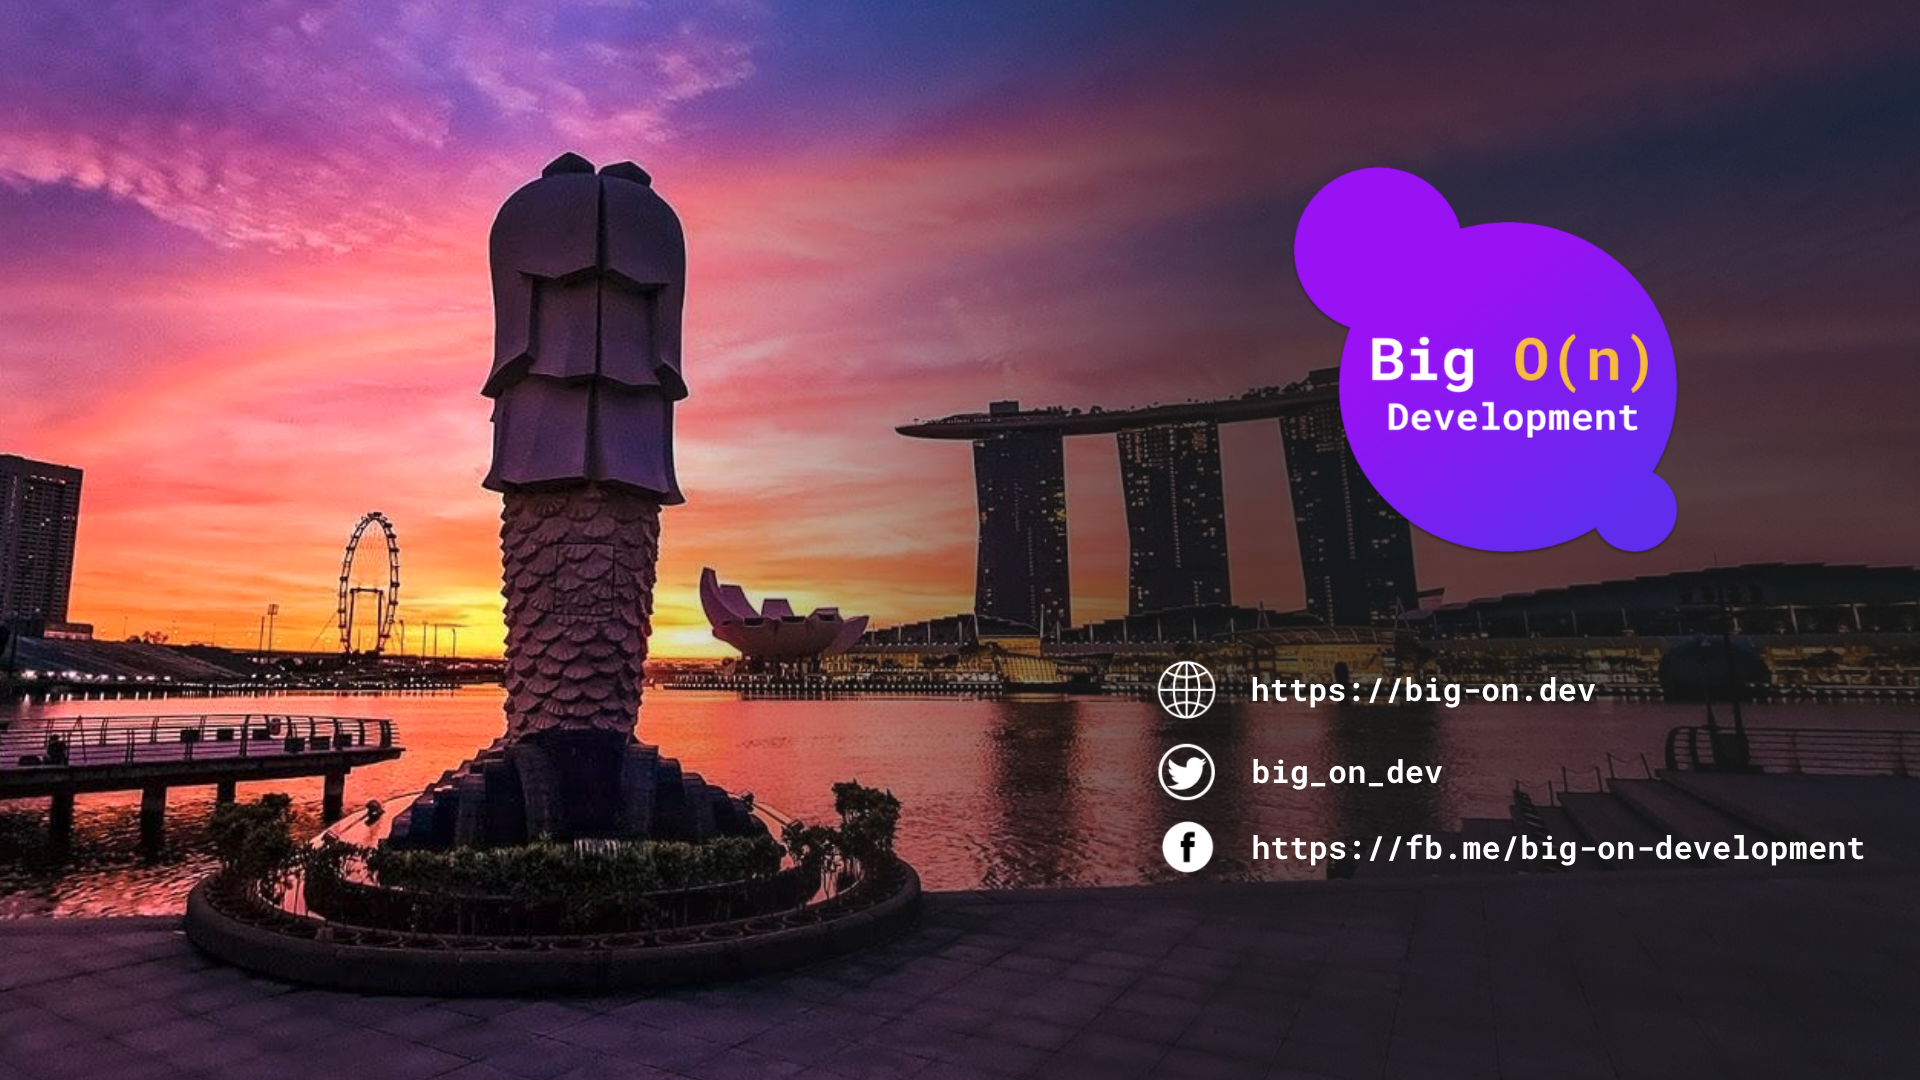 Big O(n)
Development
https://big-on.dev
big_on_dev
https://fb.me/big-on-development